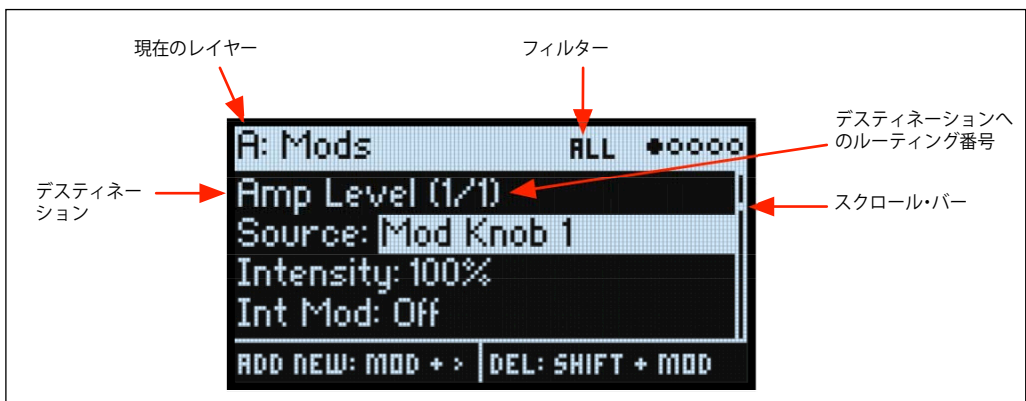 現在のレイヤー
フィルター
デスティネーションへ
のルーティング番号
A: Mods ALL
デスティネー
ション
Amp Level (1/1)
スクロール・バー
Source: Mod Knob 1
Intensity: 100%
Int Mod: Off
ADD NEW: MOD + > DEL: SHIFT + MOD